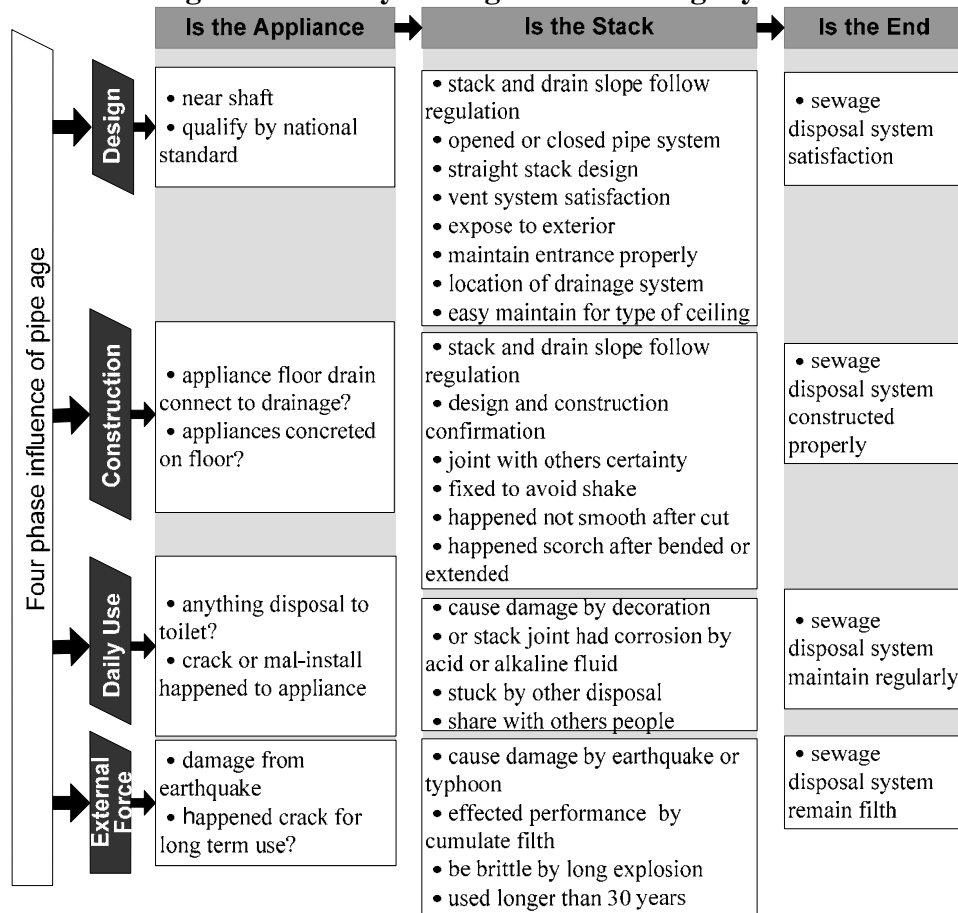 Is the Appliance
Is the Stack
Is the End
Four phase influence of pipe age
Design
• near shaft
• qualify by national
standard
• stack and drain slope follow
regulation
• opened or closed pipe system
• straight stack design
• vent system satisfaction
• expose to exterior
• maintain entrance properly
• location of drainage system
• easy maintain for type of ceiling
• sewage
disposal system
satisfaction
Construction
• appliance floor drain
connect to drainage?
• appliances concreted
on floor?
• stack and drain slope follow
regulation
• design and construction
confirmation
• joint with others certainty
• fixed to avoid shake
• happened not smooth after cut
• happened scorch after bended or
extended
• sewage
disposal system
constructed
properly
Daily Use
• anything disposal to
toilet?
• crack or mal-install
happened to appliance
• cause damage by decoration
• or stack joint had corrosion by
acid or alkaline fluid
• stuck by other disposal
• share with others people
• sewage
disposal system
maintain regularly
External
Force
• damage from
earthquake
• happened crack for
long term use?
• cause damage by earthquake or
typhoon
• effected performance by
cumulate filth
• be brittle by long explosion
• used longer than 30 years
• sewage
disposal system
remain filth